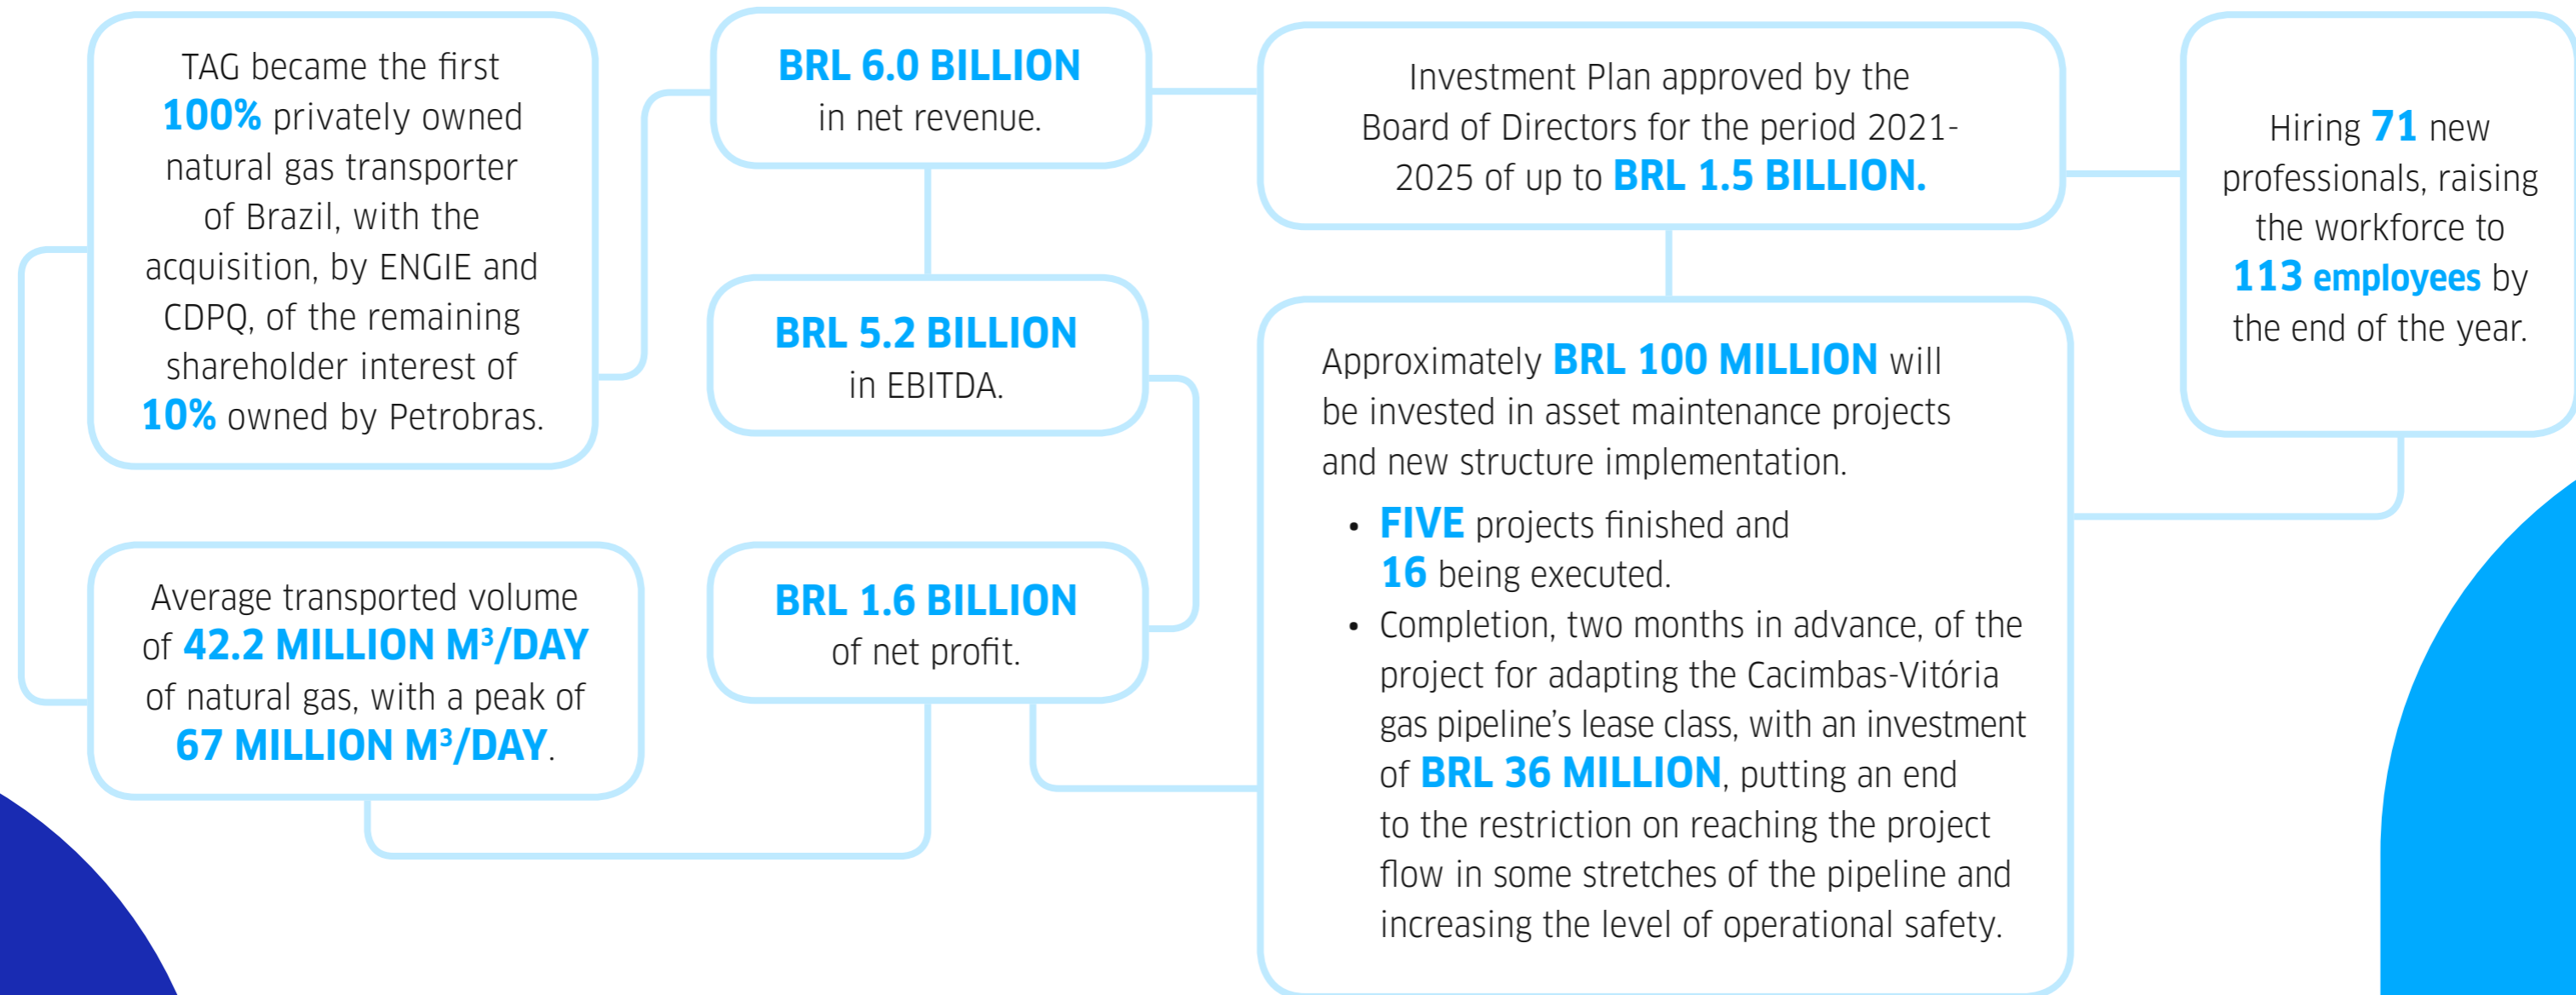 TAG became the first
100% privately owned
natural gas transporter
of Brazil, with the
acquisition, by ENGIE and
CDPQ, of the remaining
shareholder interest of
10% owned by Petrobras.
Average transported volume
of 42.2 MILLION M³/DAY
of natural gas, with a peak of
67 MILLION M³/DAY.
BRL 6.0 BILLION
in net revenue.
BRL 5.2 BILLION
in EBITDA.
BRL 1.6 BILLION
of net profit.
Investment Plan approved by the
Board of Directors for the period 2021-
2025 of up to BRL 1.5 BILLION.
Approximately BRL 100 MILLION will
be invested in asset maintenance projects
and new structure implementation.
• FIVE projects finished and
16 being executed.
• Completion, two months in advance, of the
project for adapting the Cacimbas-Vitória
gas pipeline’s lease class, with an investment
of BRL 36 MILLION, putting an end
to the restriction on reaching the project
flow in some stretches of the pipeline and
increasing the level of operational safety.
Hiring 71 new
professionals, raising
the workforce to
113 employees by
the end of the year.